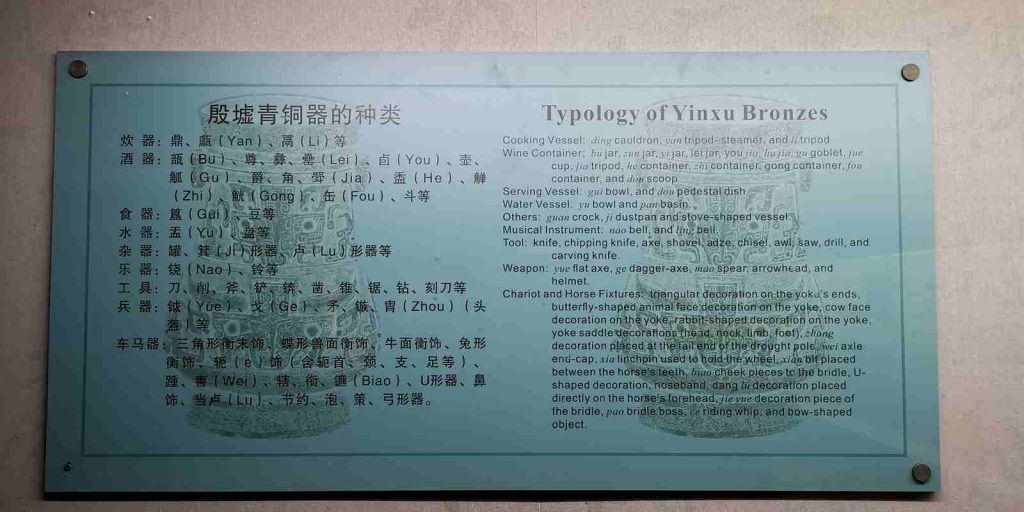 殷墟青铜器的种类
炊 器：鼎、甗（Yan）、鬲（Li）等
酒 器：瓿（Bu）、尊、彝、罍（Lei）、卣（You）、壶、
觚（Gu）、爵、角、斝（Jia）、盉（He）、觯
（Zhi）、觥（Gong）、缶（Fou）、斗等
食 器：簋（Gui）、豆等
水 器：盂（Yu）、盘等
杂 器：罐、箕（Ji）形器、卢（Lu）形器等
乐 器：铙（Nao）、铃等
工 具：刀、削、斧、铲、锛、凿、锥、锯、钻、刻刀等
兵 器：钺（Yue）、戈（Ge）、矛、镞、胄（Zhou）（头
盔）等
车马器：三角形衡末饰、蝶形兽面衡饰、牛面衡饰、兔形
衡饰、轭（e）饰（含轭首、颈、支、足等）、
踵、軎（Wei）、辖、衔、镳（Biao）、U形器、鼻
饰、当卢（Lu）、节约、泡、策、弓形器。
Typology of Yinxu Bronzes
Cooking Vessel: ding cauldron, yan tripod-steamer, and li tripod
Wine Container: bu jar, zun jar, yi jar, lei jar, you jia, hu jia, gu goblet, jue
cup, jia tripod, he container, zhi container, gong container, fou
container, and dou scoop
Serving Vessel: gui bowl, and dou pedestal dish
Water Vessel: yu bowl and pan basin.
Others: guan crock, ji dustpan and stove-shaped vessel.
Musical Instrument: nao bell, and ling bell.
Tool: knife, chipping knife, axe, shovel, adze, chisel, awl, saw, drill, and
carving knife.
Weapon: yue flat axe, ge dagger-axe, mao spear, arrowhead, and
helmet.
Chariot and Horse Fixtures: triangular decoration on the yoku's ends,
butterfly-shaped animal face decoration on the yoke, cow face
decoration on the yoke, rabbit-shaped decoration on the yoke,
yoke saddle decorations (head, neck, limb, foot), zhong
decoration placed at the tail end of the drought pole, wei axle
end-cap, xia linchpin used to hold the wheel, xian bit placed
between the horse's teeth, biao cheek pieces to the bridle, U-
shaped decoration, noseband, dang lu decoration placed
directly on the horse's forehead, jie yue decoration piece of
the bridle, pao bridle boss, ce riding whip, and bow-shaped
object.